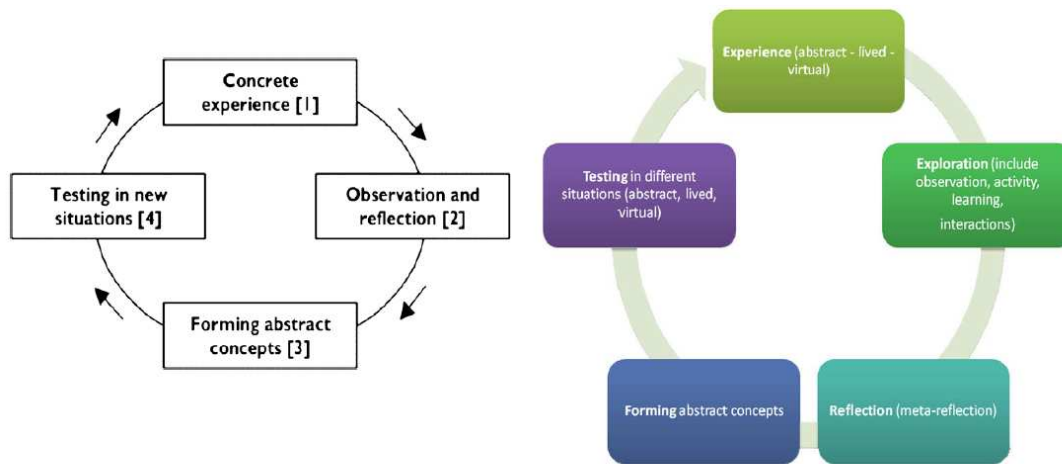 Concrete
experience [1]
Observation and
reflection [2]
Forming abstract
concepts [3]
Testing in new
situations [4]
Experience (abstract - lived -
virtual)
Exploration (include
observation, activity,
learning,
interactions)
Reflection (meta-reflection)
Forming abstract concepts
Testing in different
situations (abstract, lived,
virtual)